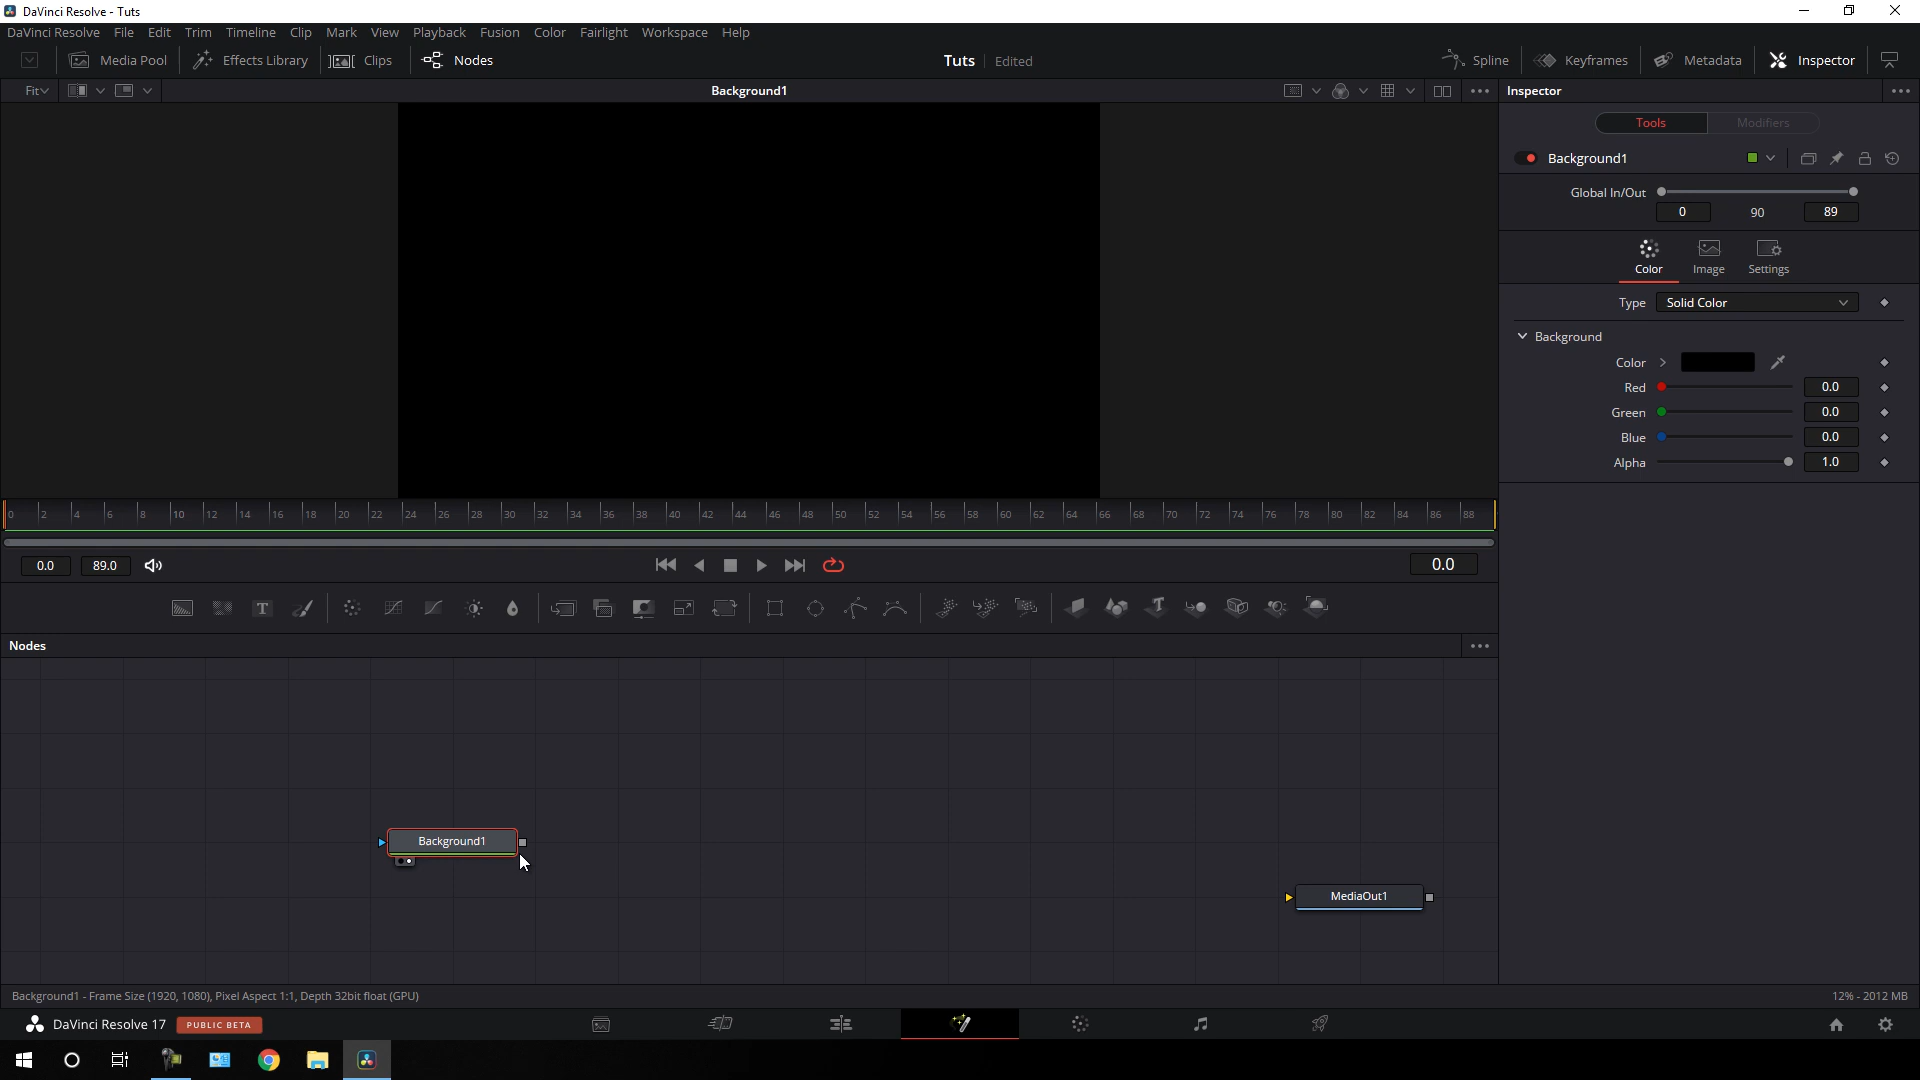 DaVinci Resolve - Tuts
DaVinci Resolve File Edit Trim Timeline Clip Mark View Playback Fusion Color Fairlight Workspace Help
Media Pool Effects Library Clips Nodes Tuts Edited Spline Keyframes Metadata Inspector
Fit Background1 Inspector
Tools Modifiers
Background1
Global In/Out
0 90 89
Color Image Settings
Type Solid Color
Background
Color
Red 0.0
Green 0.0
Blue 0.0
Alpha 1.0
0 2 4 6 8 10 12 14 16 18 20 22 24 26 28 30 32 34 36 38 40 42 44 46 48 50 52 54 56 58 60 62 64 66 68 70 72 74 76 78 80 82 84 86 88
0.0 89.0 0.0
T
Nodes
Background1
MediaOut1
Background1 - Frame Size (1920, 1080), Pixel Aspect 1:1, Depth 32bit float (GPU) 12% - 2012 MB
DaVinci Resolve 17 PUBLIC BETA